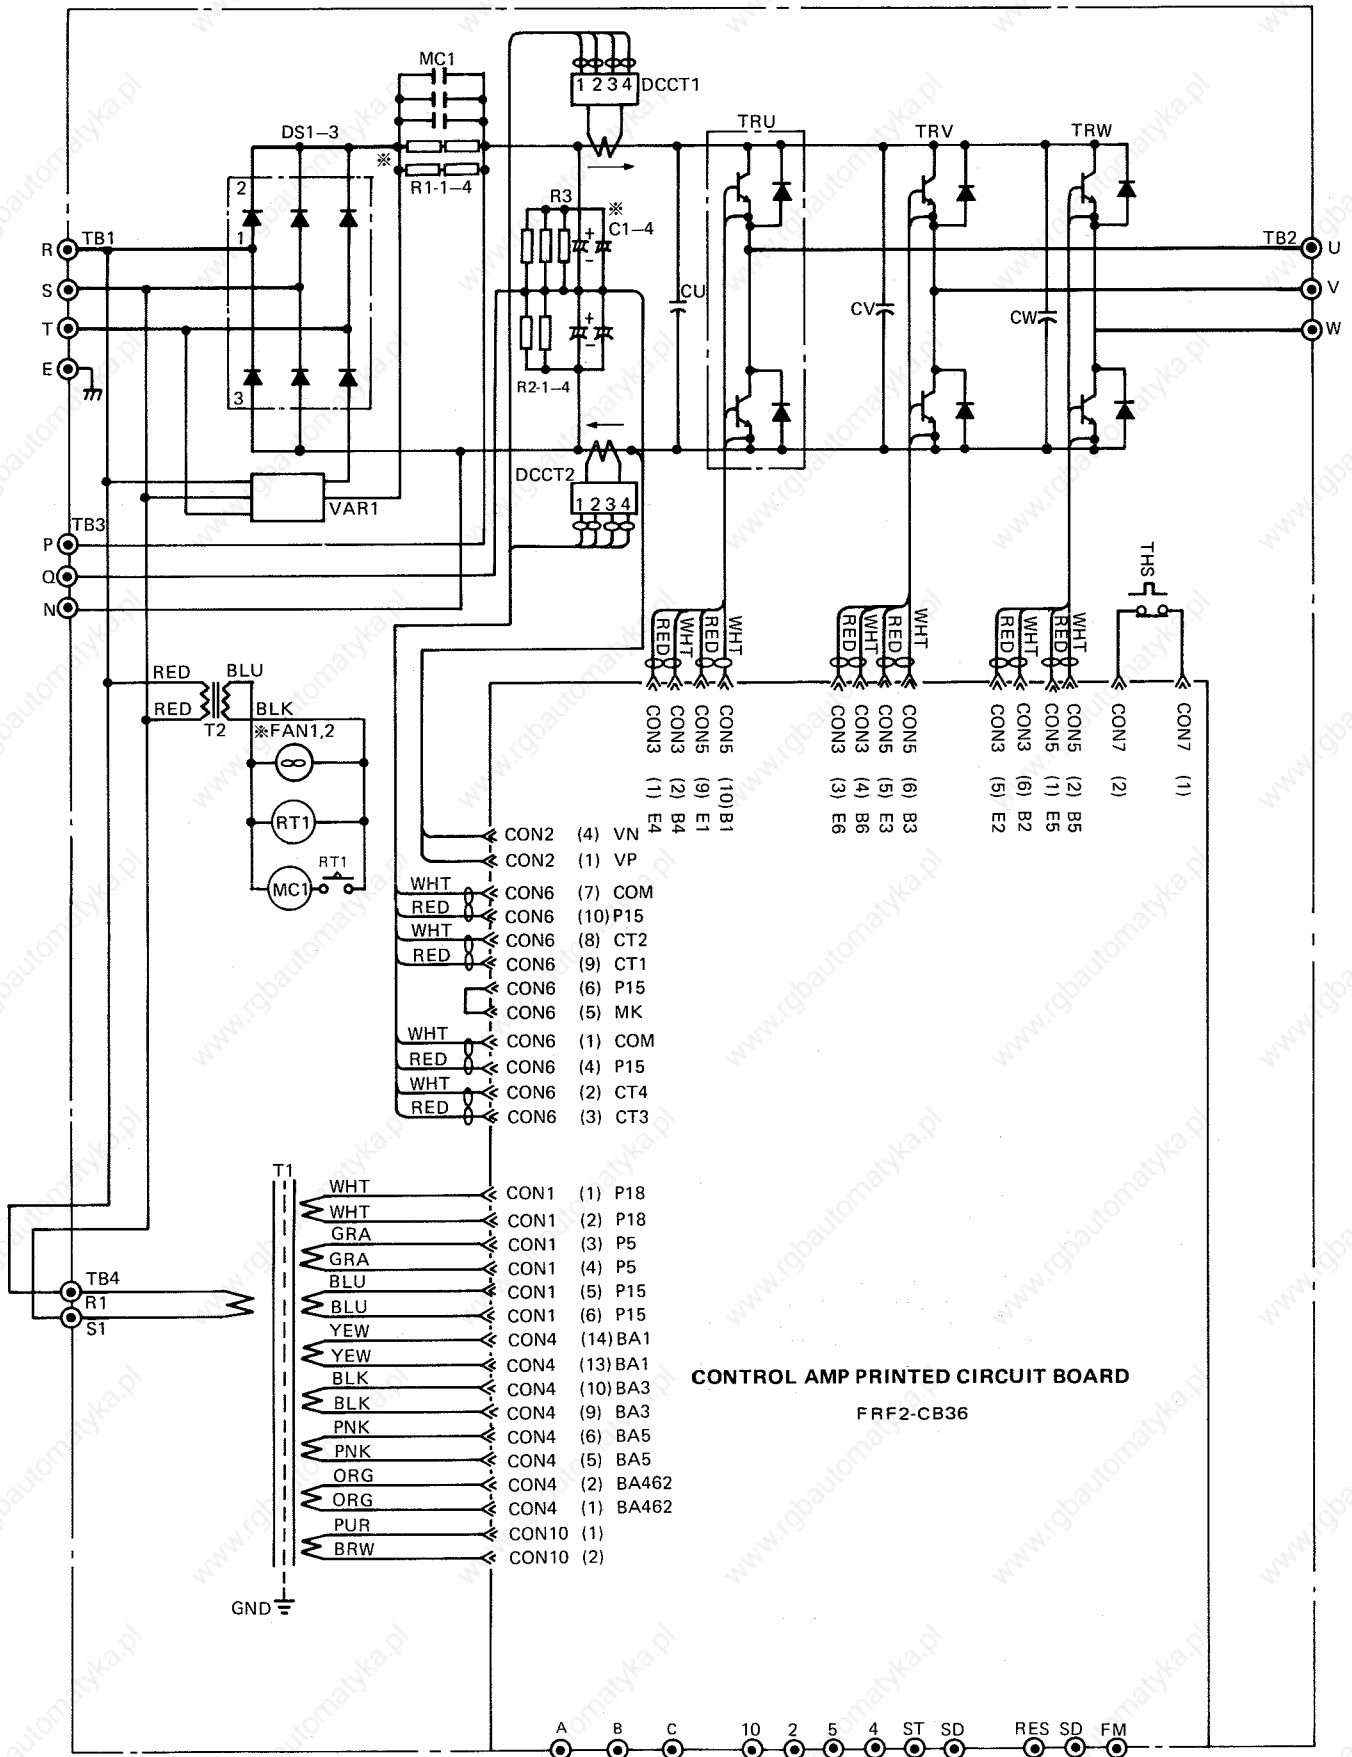 MC1
1 2 3 4 DCCT1
DS1–3
※
R1-1–4
TRU
TRV
TRW
2
1
3
R3
※
C1-4
+
–
+
–
R2-1–4
R
TB1
S
T
E
CU
CV
CW
TB2
U
V
W
DCCT2
1 2 3 4
VAR1
TB3
P
Q
N
THS
RED
WHT
RED
WHT
RED
WHT
RED
WHT
RED
WHT
RED
WHT
RED
BLU
RED
BLK
T2
※FAN1,2
RT1
RT1
MC1
CON3 (1) E4
CON3 (2) B4
CON5 (9) E1
CON5 (10) B1
CON3 (3) E6
CON3 (4) B6
CON5 (5) E3
CON5 (6) B3
CON3 (5) E2
CON3 (6) B2
CON5 (1) E5
CON5 (2) B5
CON7 (2)
CON7 (1)
CON2 (4) VN
CON2 (1) VP
WHT CON6 (7) COM
RED CON6 (10) P15
WHT CON6 (8) CT2
RED CON6 (9) CT1
CON6 (6) P15
CON6 (5) MK
WHT CON6 (1) COM
RED CON6 (4) P15
WHT CON6 (2) CT4
RED CON6 (3) CT3
T1
WHT CON1 (1) P18
WHT CON1 (2) P18
GRA CON1 (3) P5
GRA CON1 (4) P5
BLU CON1 (5) P15
BLU CON1 (6) P15
YEW CON4 (14) BA1
YEW CON4 (13) BA1
BLK CON4 (10) BA3
BLK CON4 (9) BA3
PNK CON4 (6) BA5
PNK CON4 (5) BA5
ORG CON4 (2) BA462
ORG CON4 (1) BA462
PUR CON10 (1)
BRW CON10 (2)
TB4
R1
S1
GND
CONTROL AMP PRINTED CIRCUIT BOARD
FRF2-CB36
A B C 10 2 5 4 ST SD RES SD FM
www.rgbautomatyka.pl